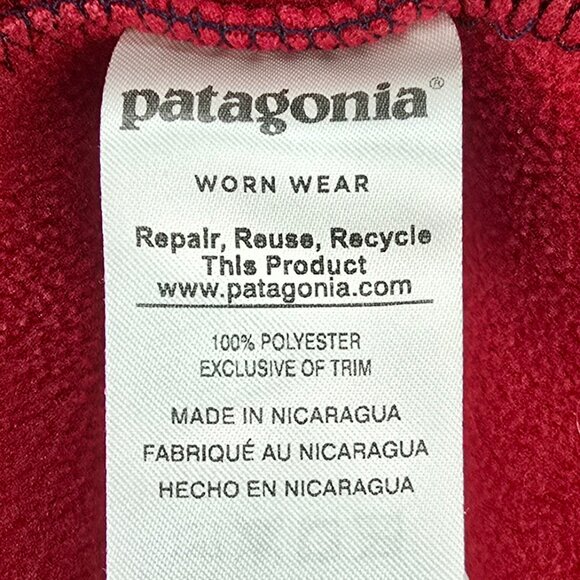 patagonia®
WORN WEAR
Repair, Reuse, Recycle
This Product
www.patagonia.com
100% POLYESTER
EXCLUSIVE OF TRIM
MADE IN NICARAGUA
FABRIQUÉ AU NICARAGUA
HECHO EN NICARAGUA